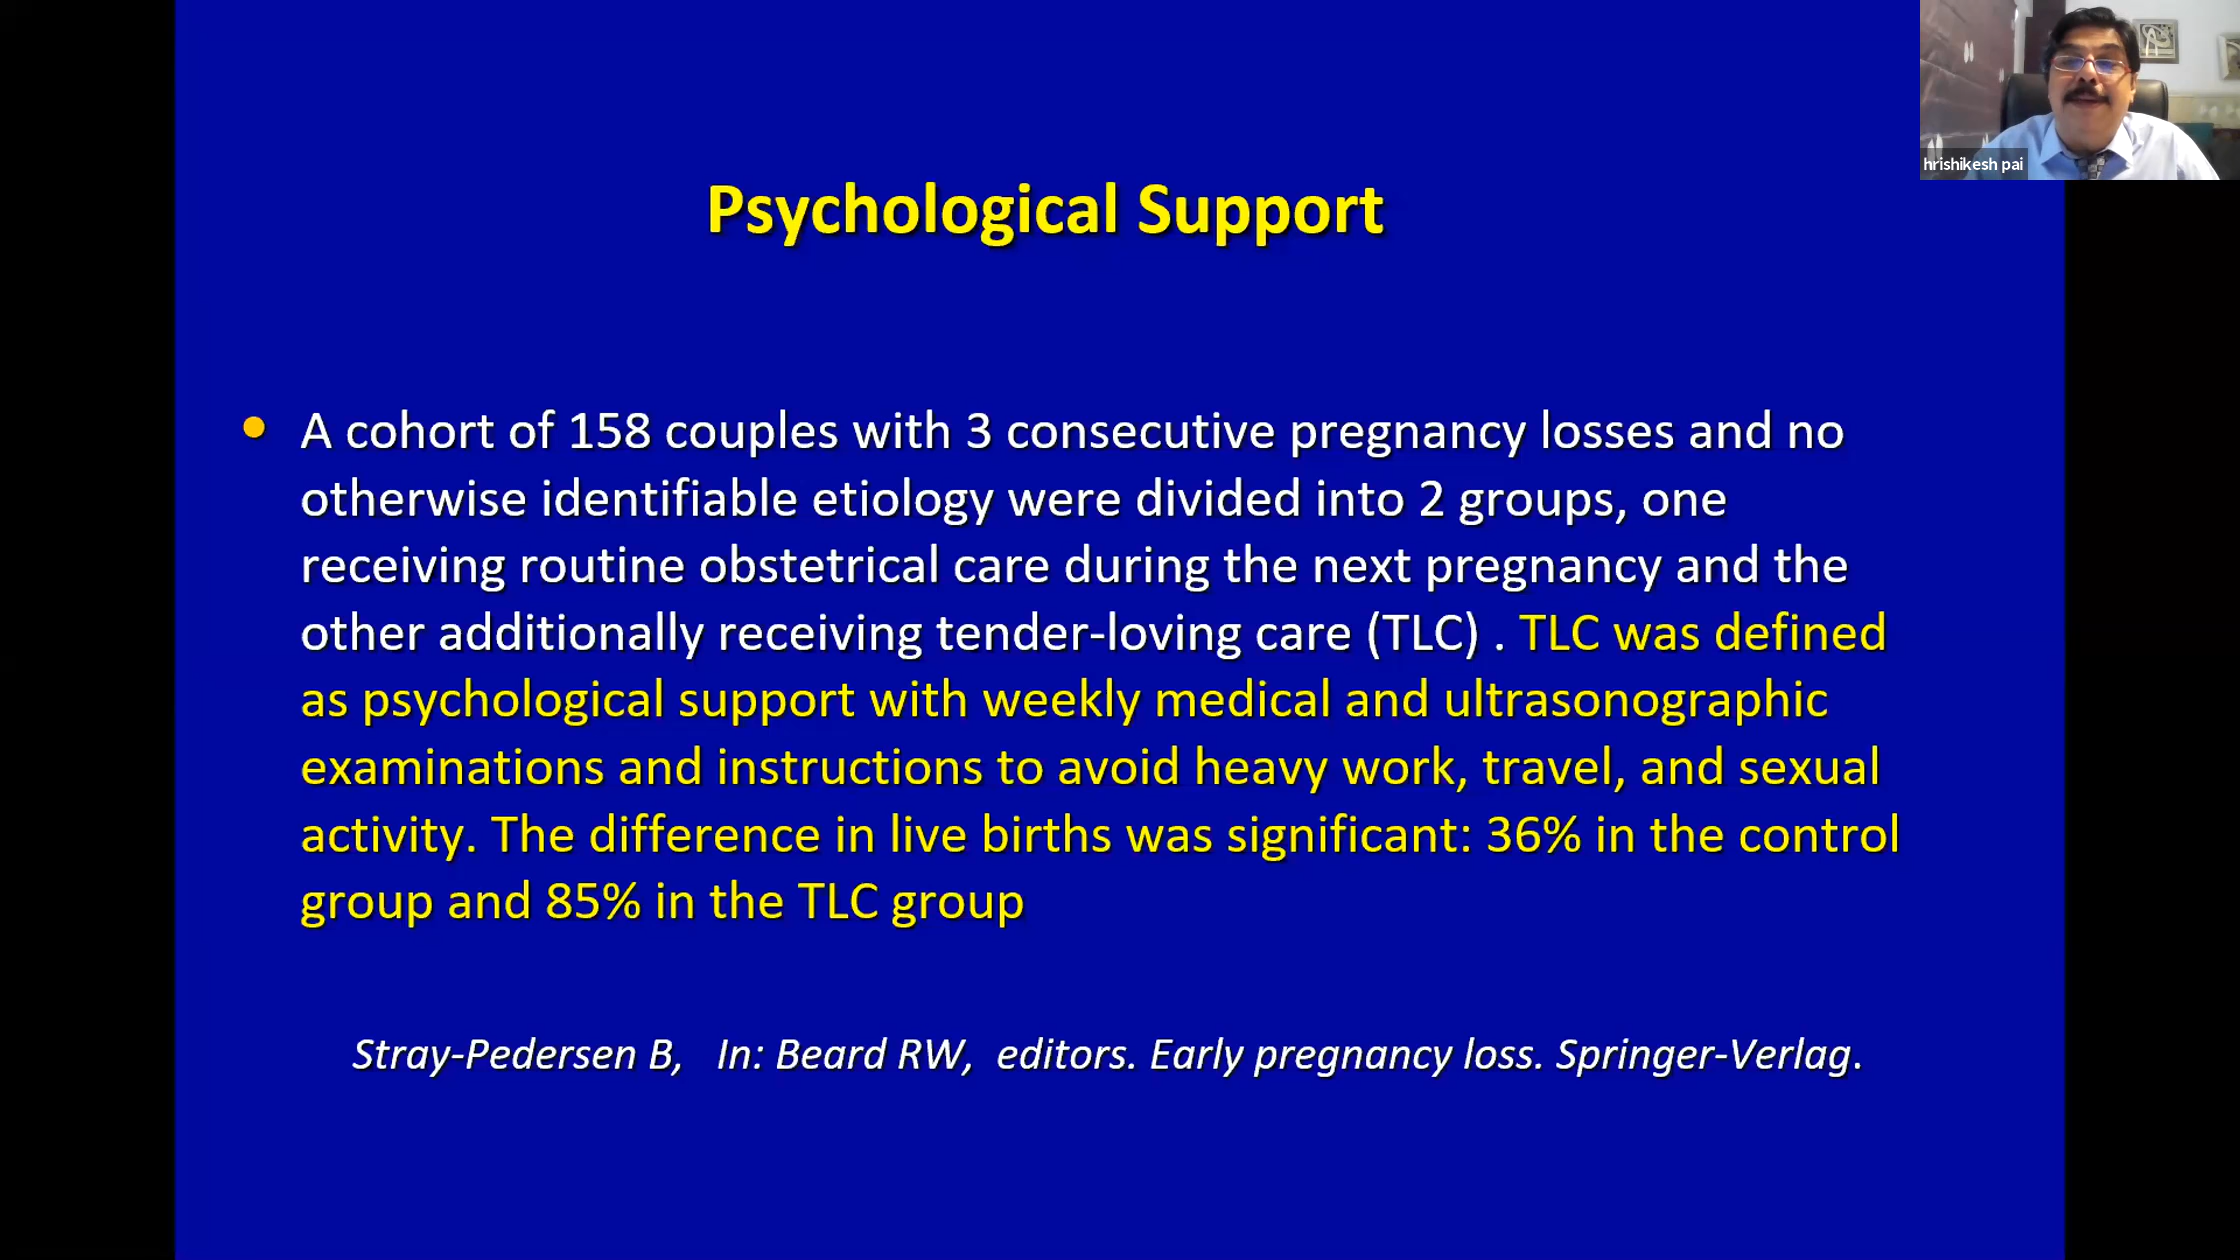 hrishikesh pai
Psychological Support
• A cohort of 158 couples with 3 consecutive pregnancy losses and no
otherwise identifiable etiology were divided into 2 groups, one
receiving routine obstetrical care during the next pregnancy and the
other additionally receiving tender-loving care (TLC) . TLC was defined
as psychological support with weekly medical and ultrasonographic
examinations and instructions to avoid heavy work, travel, and sexual
activity. The difference in live births was significant: 36% in the control
group and 85% in the TLC group
Stray-Pedersen B, In: Beard RW, editors. Early pregnancy loss. Springer-Verlag.